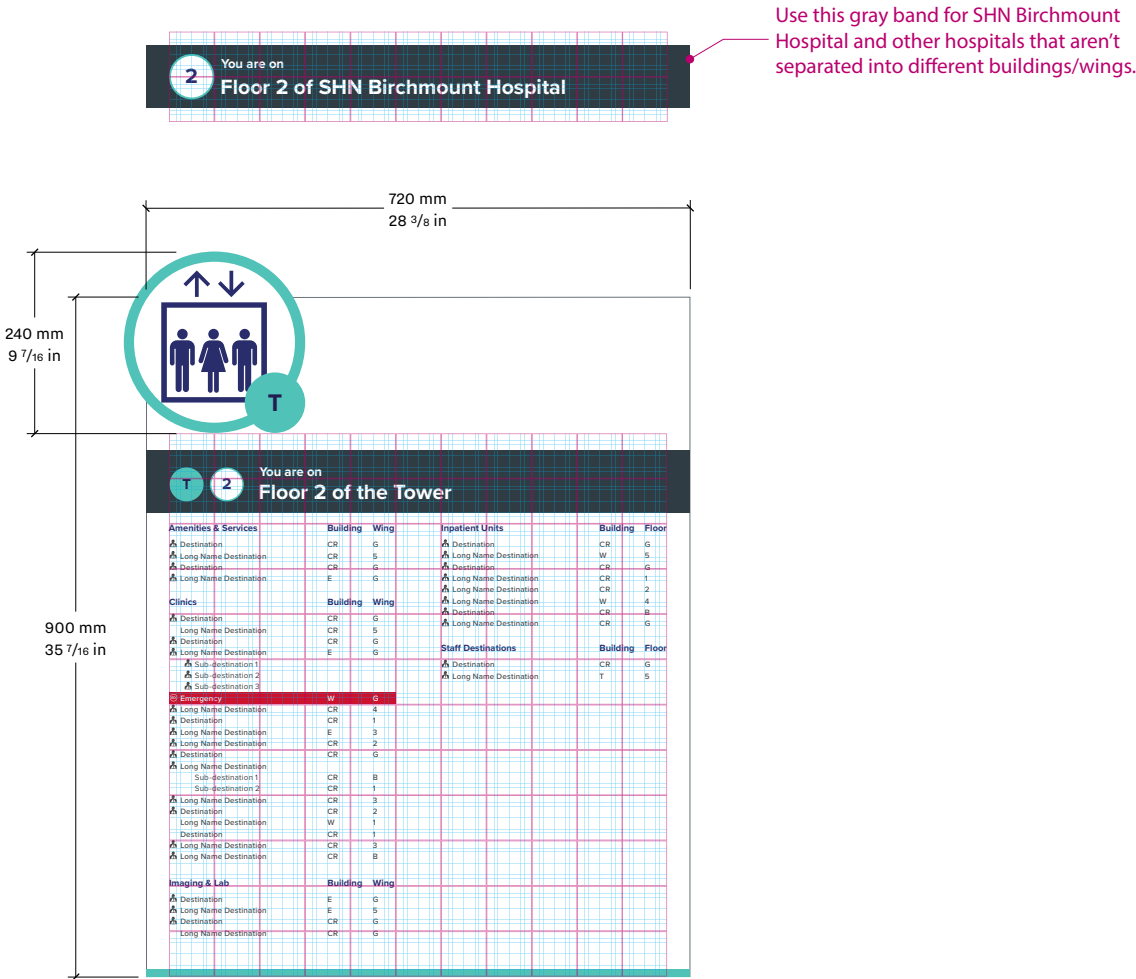 Use this gray band for SHN Birchmount
Hospital and other hospitals that aren't
separated into different buildings/wings.
2
You are on
Floor 2 of SHN Birchmount Hospital
720 mm
28 3/8 in
240 mm
9 7/16 in
T
T 2
You are on
Floor 2 of the Tower
900 mm
35 7/16 in
Amenities & Services Building Wing
Destination CR G
Long Name Destination CR 5
Destination CR G
Long Name Destination E G
Clinics Building Wing
Destination CR G
Long Name Destination CR 5
Destination CR G
Long Name Destination E G
Sub-destination 1
Sub-destination 2
Sub-destination 3
Emergency W G
Long Name Destination CR 4
Destination CR 1
Long Name Destination E 3
Long Name Destination CR 2
Destination CR G
Long Name Destination
Sub-destination 1 CR B
Sub-destination 2 CR 1
Long Name Destination CR 3
Destination CR 2
Long Name Destination W 1
Destination CR 1
Long Name Destination CR 3
Long Name Destination CR B
Imaging & Lab Building Wing
Destination E G
Long Name Destination E 5
Destination CR G
Long Name Destination CR G
Inpatient Units Building Floor
Destination CR G
Long Name Destination W 5
Destination CR G
Long Name Destination CR 1
Long Name Destination CR 2
Long Name Destination W 4
Destination CR B
Long Name Destination CR G
Staff Destinations Building Floor
Destination CR G
Long Name Destination T 5